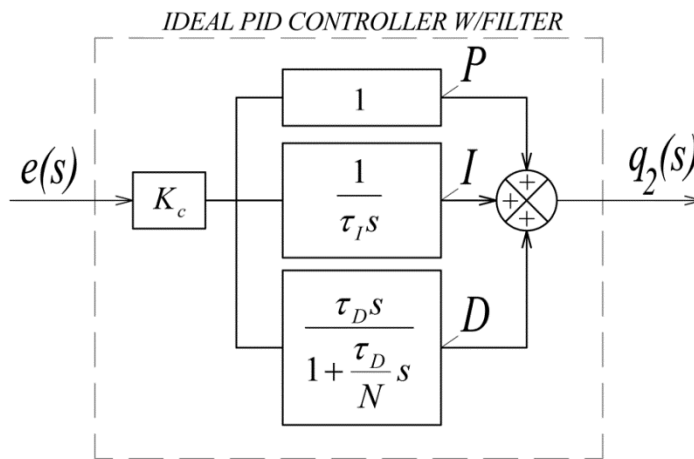 IDEAL PID CONTROLLER W/FILTER
P
1
e(s)
K_c
1
τ_I s
I
q_2(s)
+
+
+
+
τ_D s
1 + τ_D
N s
D